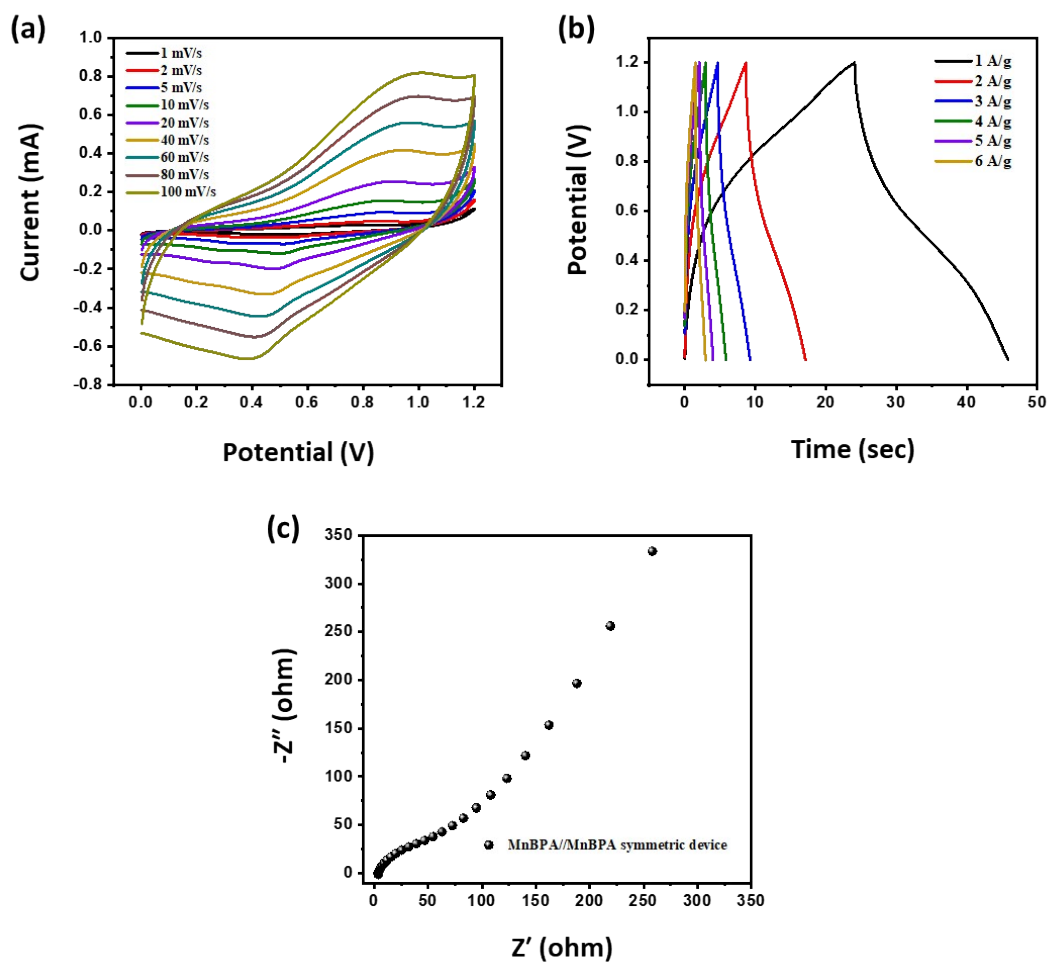 (a)
1.0
0.8
0.6
0.4
0.2
0.0
-0.2
-0.4
-0.6
-0.8
Current (mA)
1 mV/s
2 mV/s
5 mV/s
10 mV/s
20 mV/s
40 mV/s
60 mV/s
80 mV/s
100 mV/s
0.0 0.2 0.4 0.6 0.8 1.0 1.2
Potential (V)
(b)
1.2
1.0
0.8
0.6
0.4
0.2
0.0
Potential (V)
1 A/g
2 A/g
3 A/g
4 A/g
5 A/g
6 A/g
0 10 20 30 40 50
Time (sec)
(c)
350
300
250
200
150
100
50
0
-Z″ (ohm)
MnBPA//MnBPA symmetric device
0 50 100 150 200 250 300 350
Z′ (ohm)